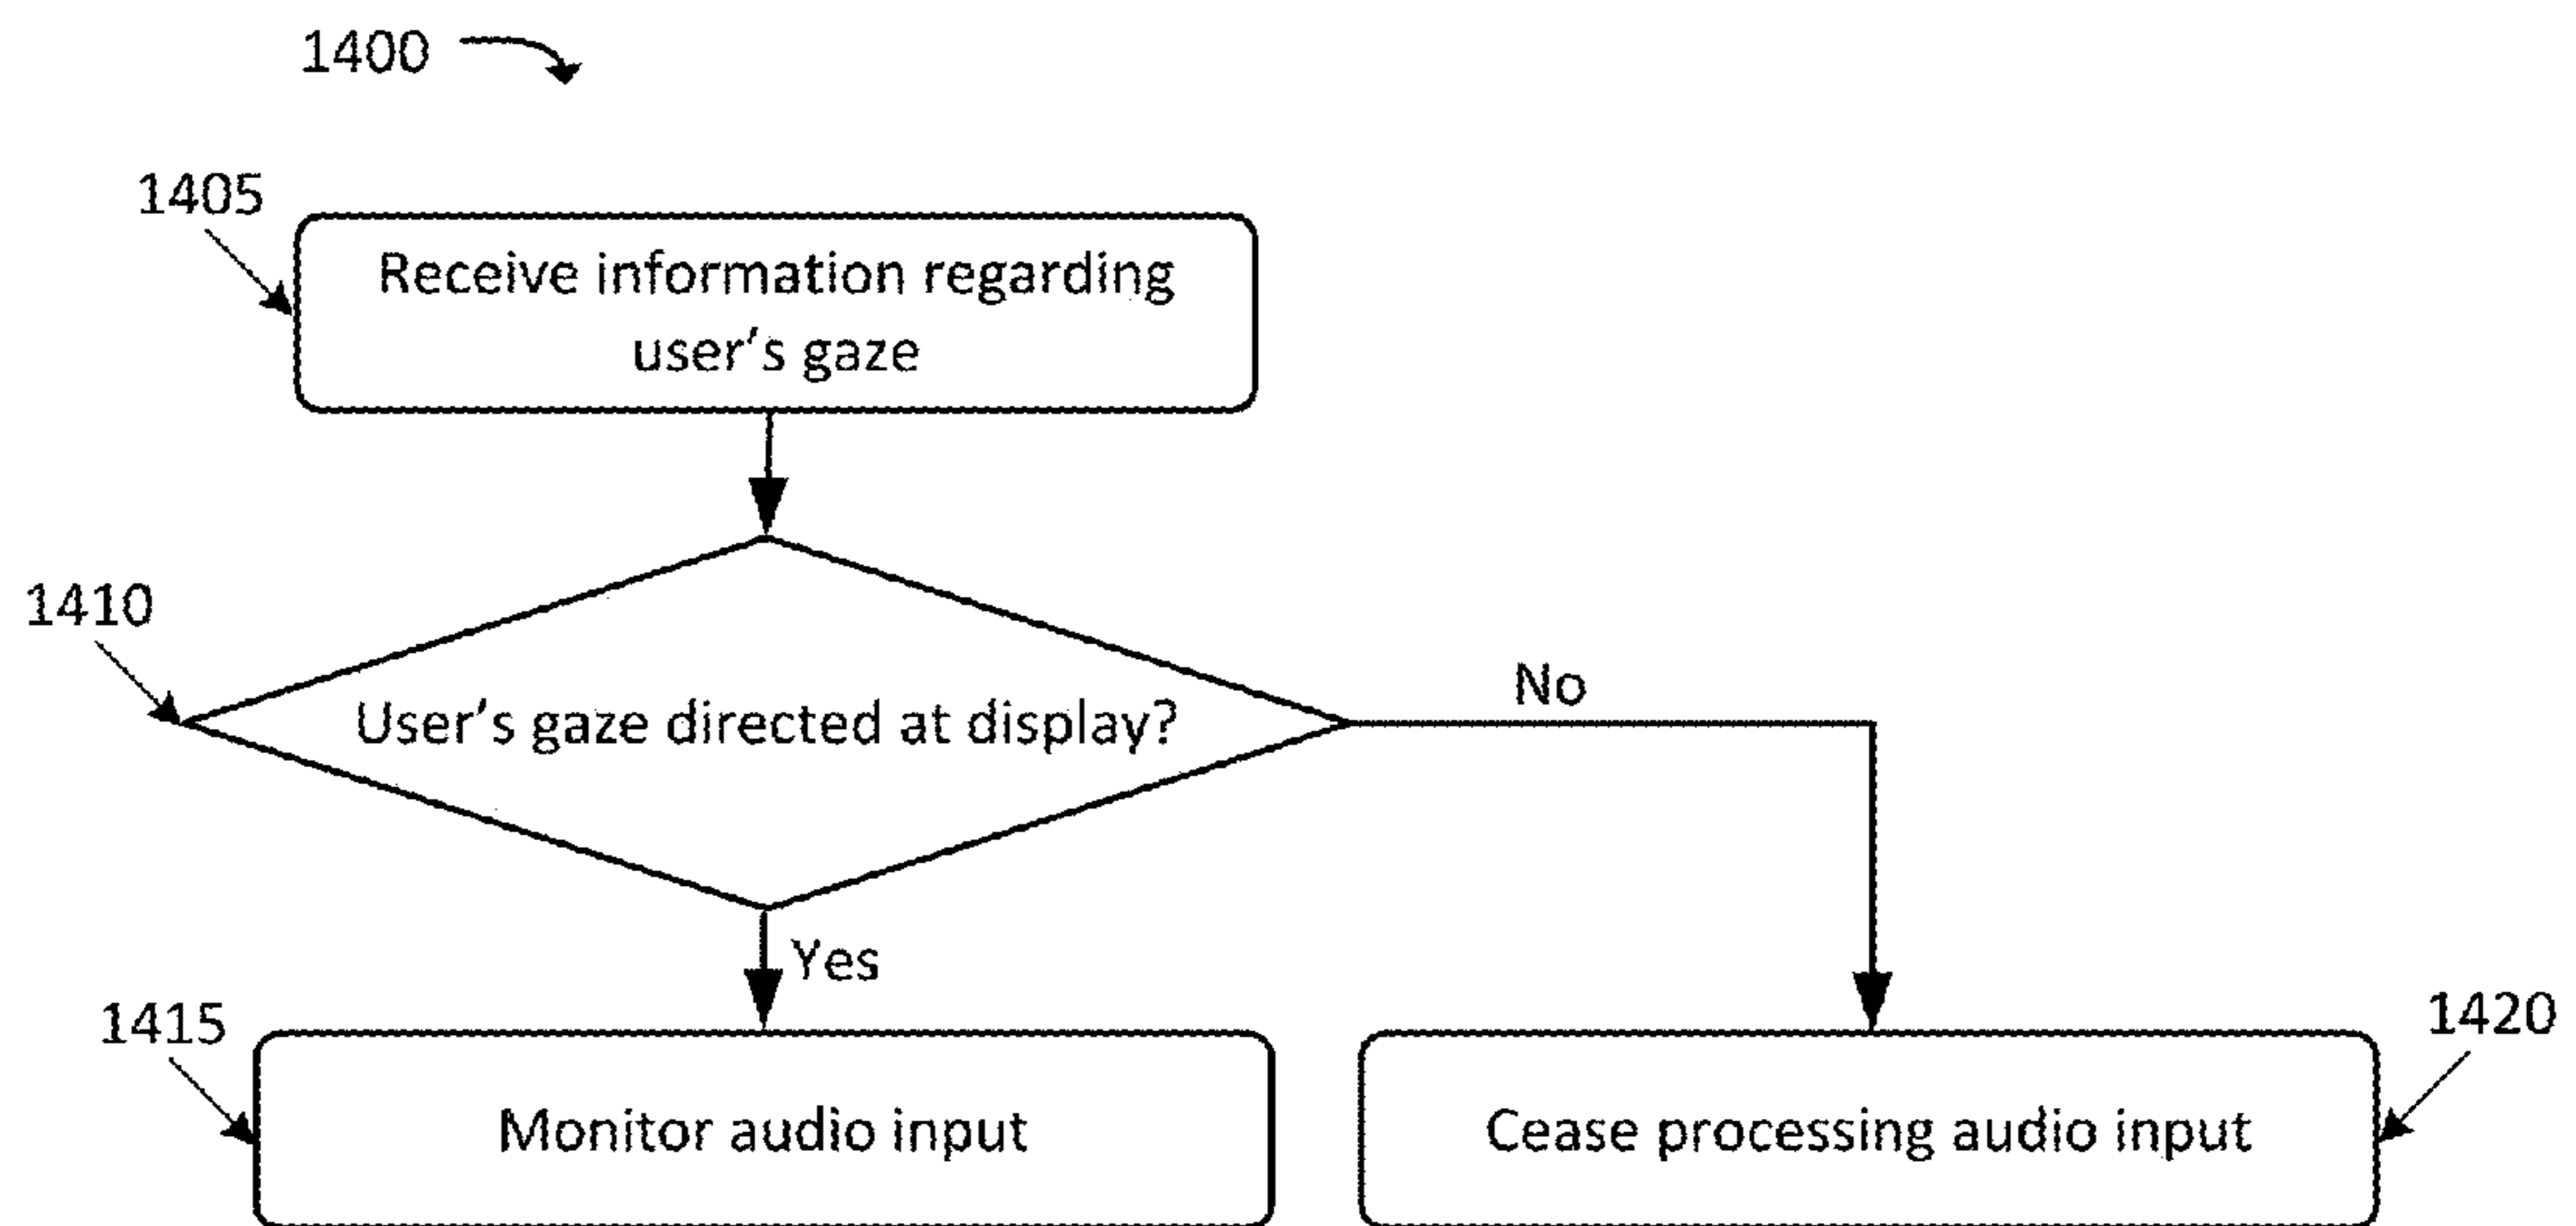 1400
1405
Receive information regarding
user's gaze
1410
User's gaze directed at display?
No
Yes
1415
Monitor audio input
1420
Cease processing audio input